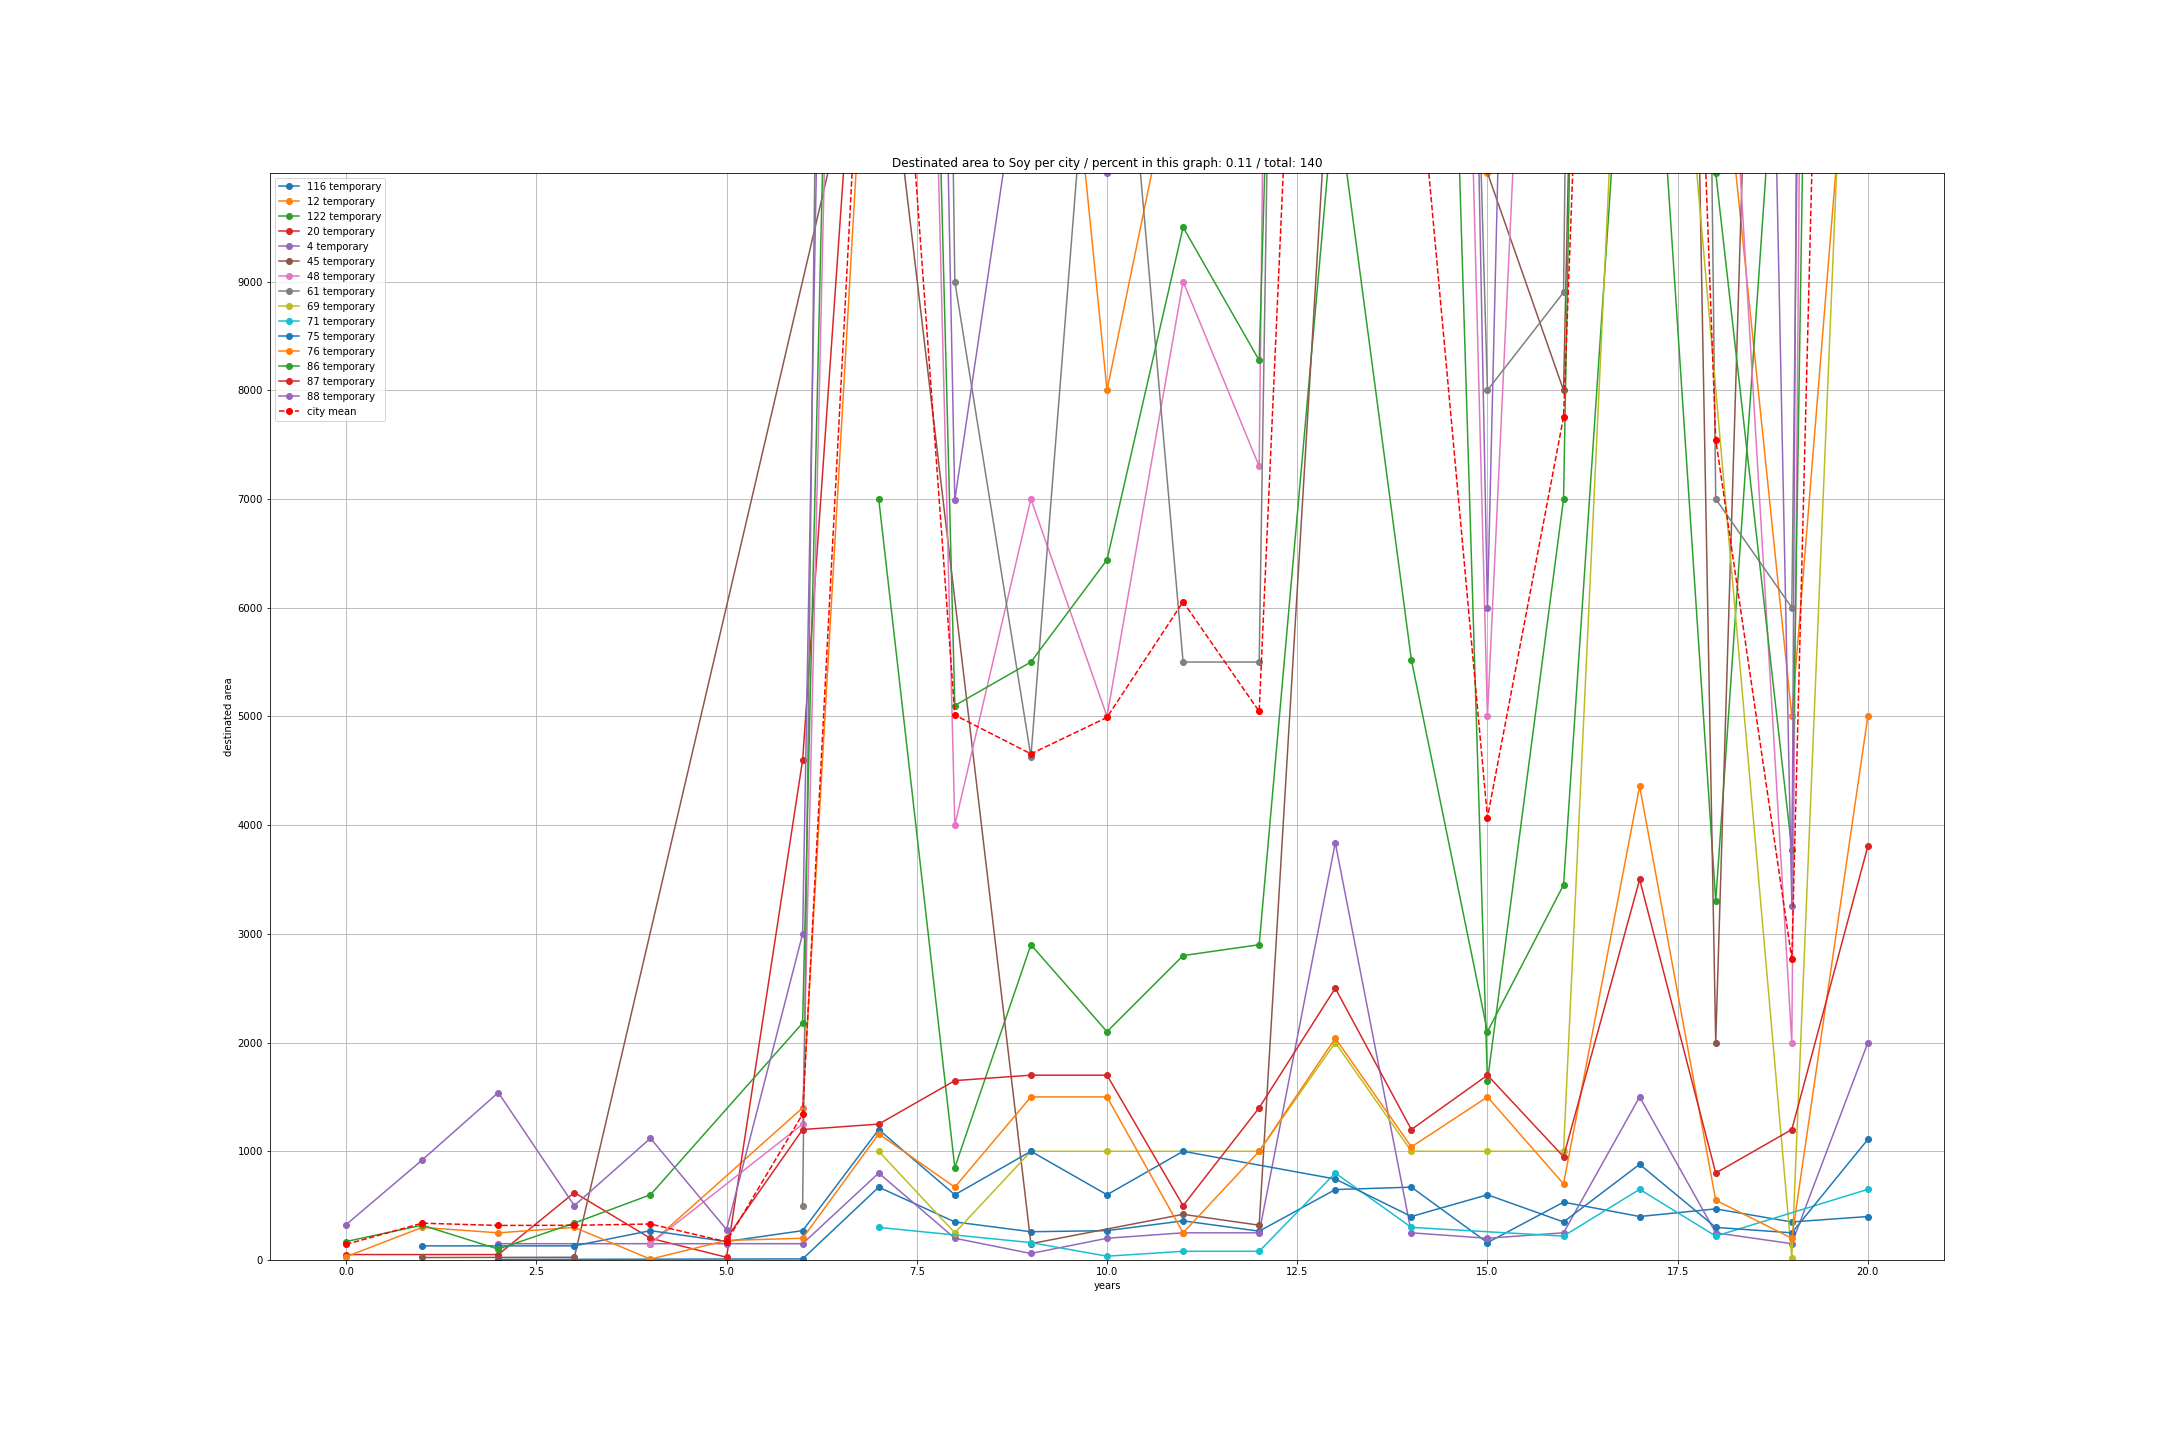 Destinated area to Soy per city / percent in this graph: 0.11 / total: 140
116 temporary
12 temporary
122 temporary
20 temporary
4 temporary
45 temporary
48 temporary
61 temporary
69 temporary
71 temporary
75 temporary
76 temporary
86 temporary
87 temporary
88 temporary
city mean
9000
8000
7000
6000
5000
4000
3000
2000
1000
0
destinated area
0.0 2.5 5.0 7.5 10.0 12.5 15.0 17.5 20.0
years